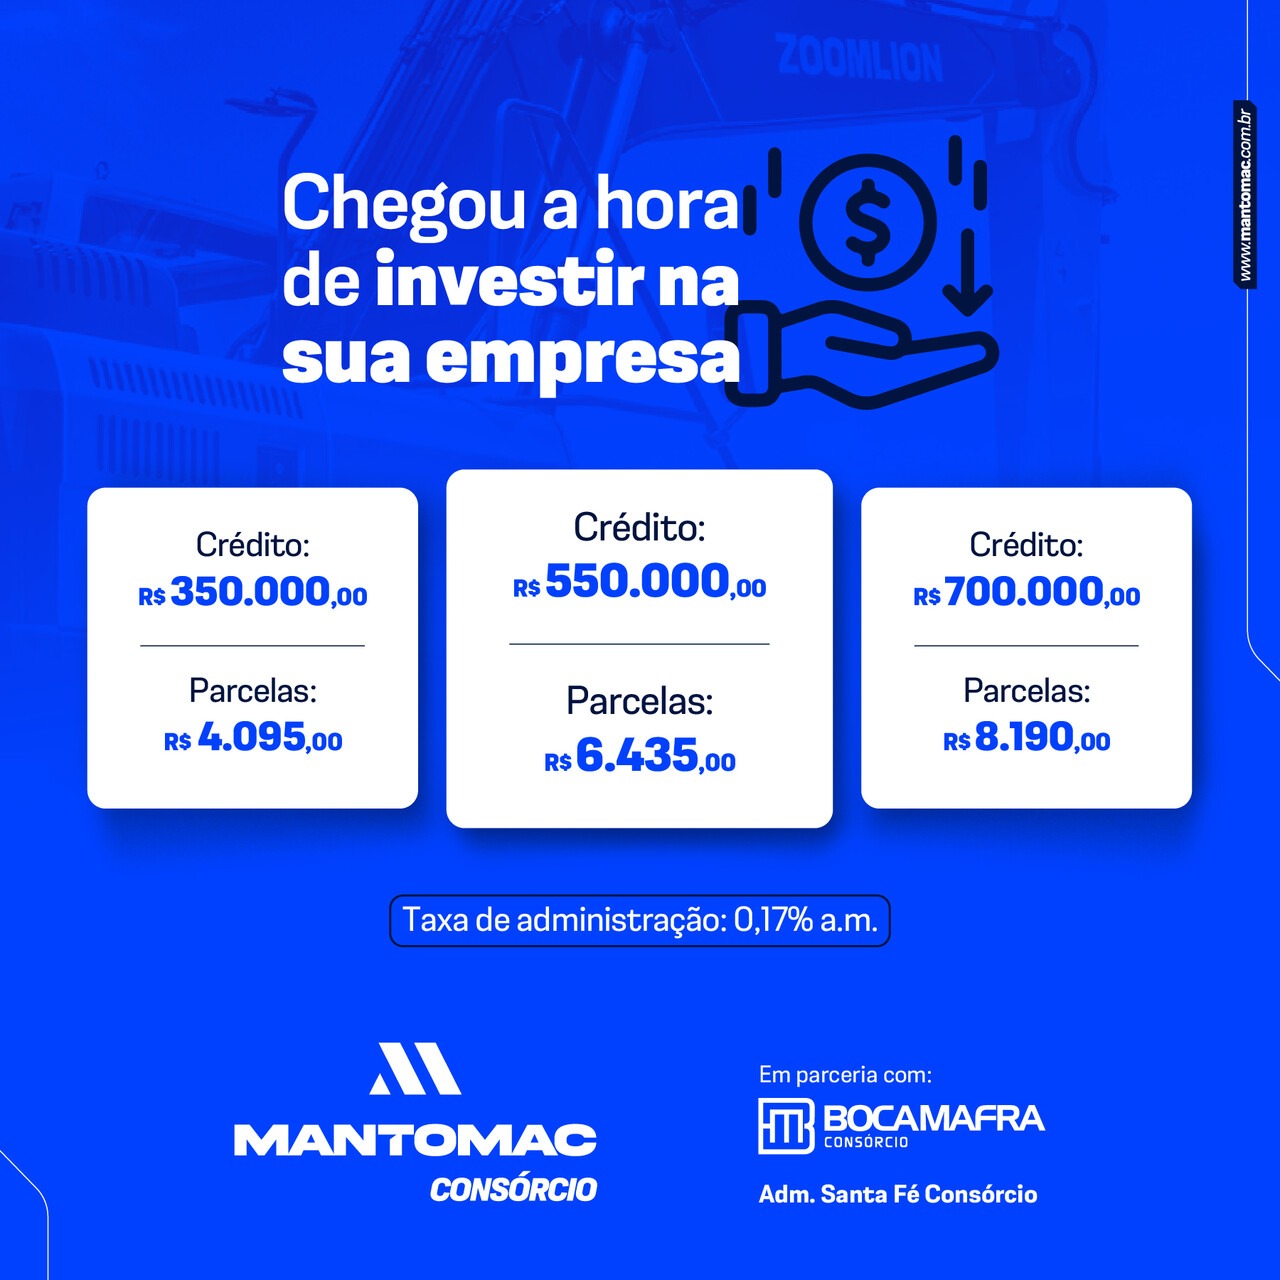 ZOOMLION
www.mantomac.com.br
Chegou a hora
de investir na
sua empresa
Crédito:
R$ 350.000,00
Parcelas:
R$ 4.095,00
Crédito:
R$ 550.000,00
Parcelas:
R$ 6.435,00
Crédito:
R$ 700.000,00
Parcelas:
R$ 8.190,00
Taxa de administração: 0,17% a.m.
MANTOMAC
CONSÓRCIO
Em parceria com:
BOCAMAFRA
CONSÓRCIO
Adm. Santa Fé Consórcio